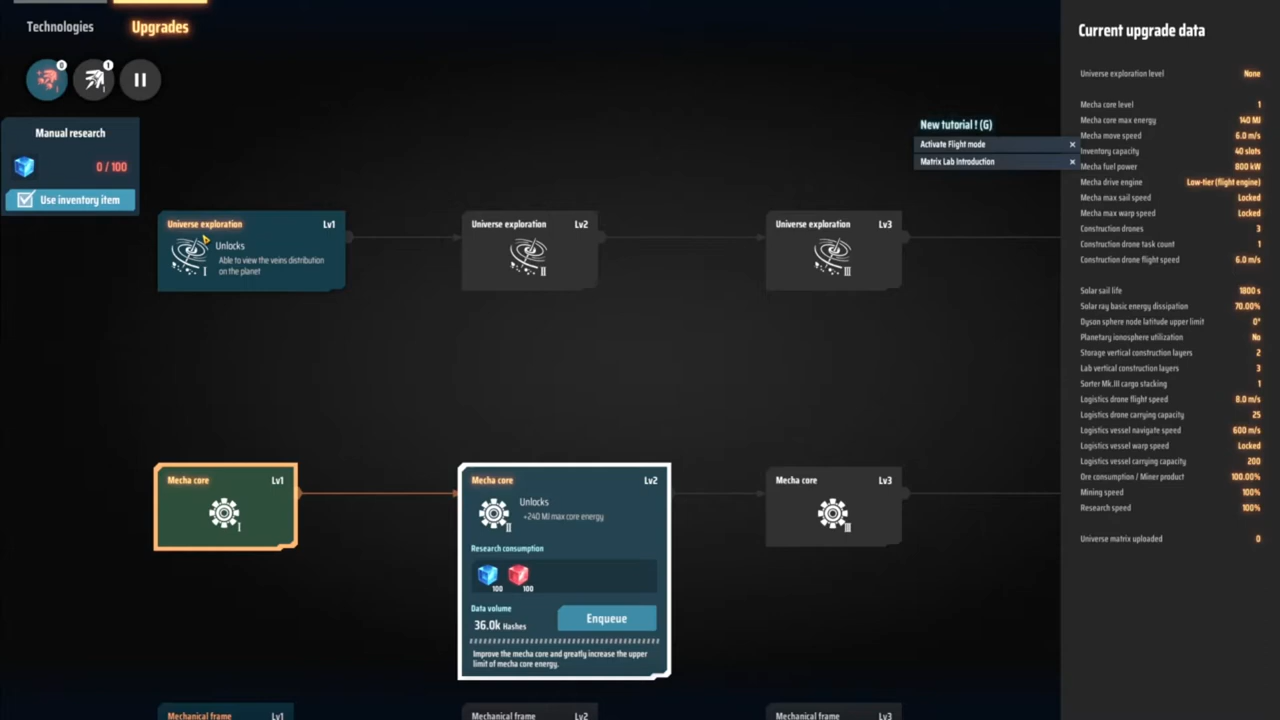 Technologies
Upgrades
0
1
Manual research
0 / 100
Use inventory item
Universe exploration Lv1
Unlocks
Able to view the veins distribution
on the planet
I
Universe exploration Lv2
II
Universe exploration Lv3
III
New tutorial ! (G)
Activate Flight mode
Matrix Lab Introduction
Mecha core Lv1
I
Mecha core Lv2
Unlocks
+240 MJ max core energy
II
Research consumption
100 100
Data volume
36.0k Hashes
Enqueue
Improve the mecha core and greatly increase the upper
limit of mecha core energy.
Mecha core Lv3
III
Mechanical frame Lv1
Mechanical frame Lv2
Mechanical frame Lv3
Current upgrade data
Universe exploration level None
Mecha core level 1
Mecha core max energy 140 MJ
Mecha move speed 6.0 m/s
Inventory capacity 40 slots
Mecha fuel power 800 kW
Mecha drive engine Low-tier (flight engine)
Mecha max sail speed Locked
Mecha max warp speed Locked
Construction drones 3
Construction drone task count 1
Construction drone flight speed 6.0 m/s
Solar sail life 1800 s
Solar ray basic energy dissipation 70.00%
Dyson sphere node latitude upper limit 0°
Planetary ionosphere utilization No
Storage vertical construction layers 2
Lab vertical construction layers 3
Sorter Mk.III cargo stacking 1
Logistics drone flight speed 8.0 m/s
Logistics drone carrying capacity 25
Logistics vessel navigate speed 600 m/s
Logistics vessel warp speed Locked
Logistics vessel carrying capacity 200
Ore consumption / Miner product 100.00%
Mining speed 100%
Research speed 100%
Universe matrix uploaded 0